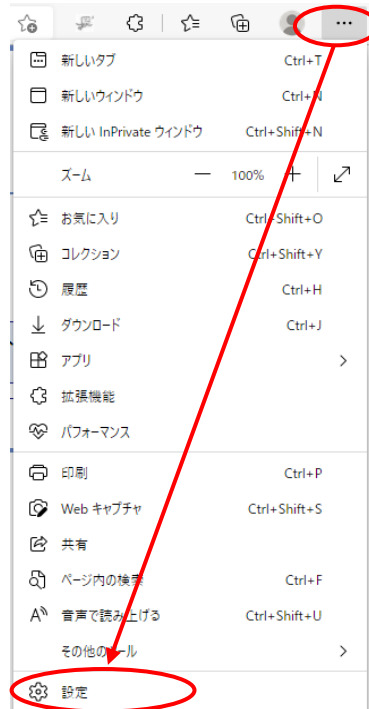 新しいタブ Ctrl+T
新しいウィンドウ Ctrl+N
新しい InPrivate ウィンドウ Ctrl+Shift+N
ズーム — 100% +
お気に入り Ctrl+Shift+O
コレクション Ctrl+Shift+Y
履歴 Ctrl+H
ダウンロード Ctrl+J
アプリ
拡張機能
パフォーマンス
印刷 Ctrl+P
Web キャプチャ Ctrl+Shift+S
共有
ページ内の検索 Ctrl+F
音声で読み上げる Ctrl+Shift+U
その他のツール
設定